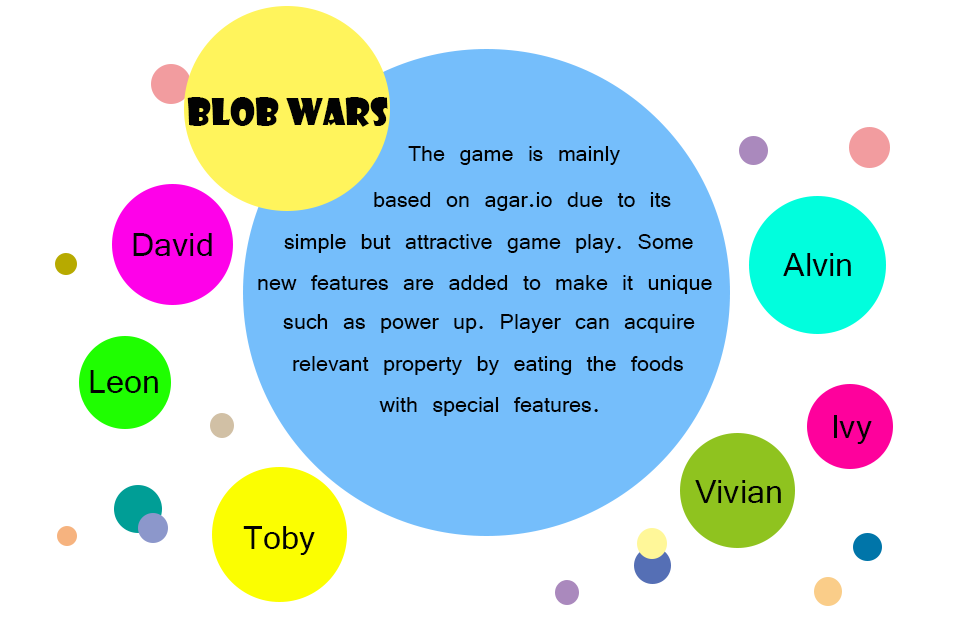 BLOB WARS
The game is mainly
based on agar.io due to its
simple but attractive game play. Some
new features are added to make it unique
such as power up. Player can acquire
relevant property by eating the foods
with special features.
David
Alvin
Leon
Ivy
Vivian
Toby